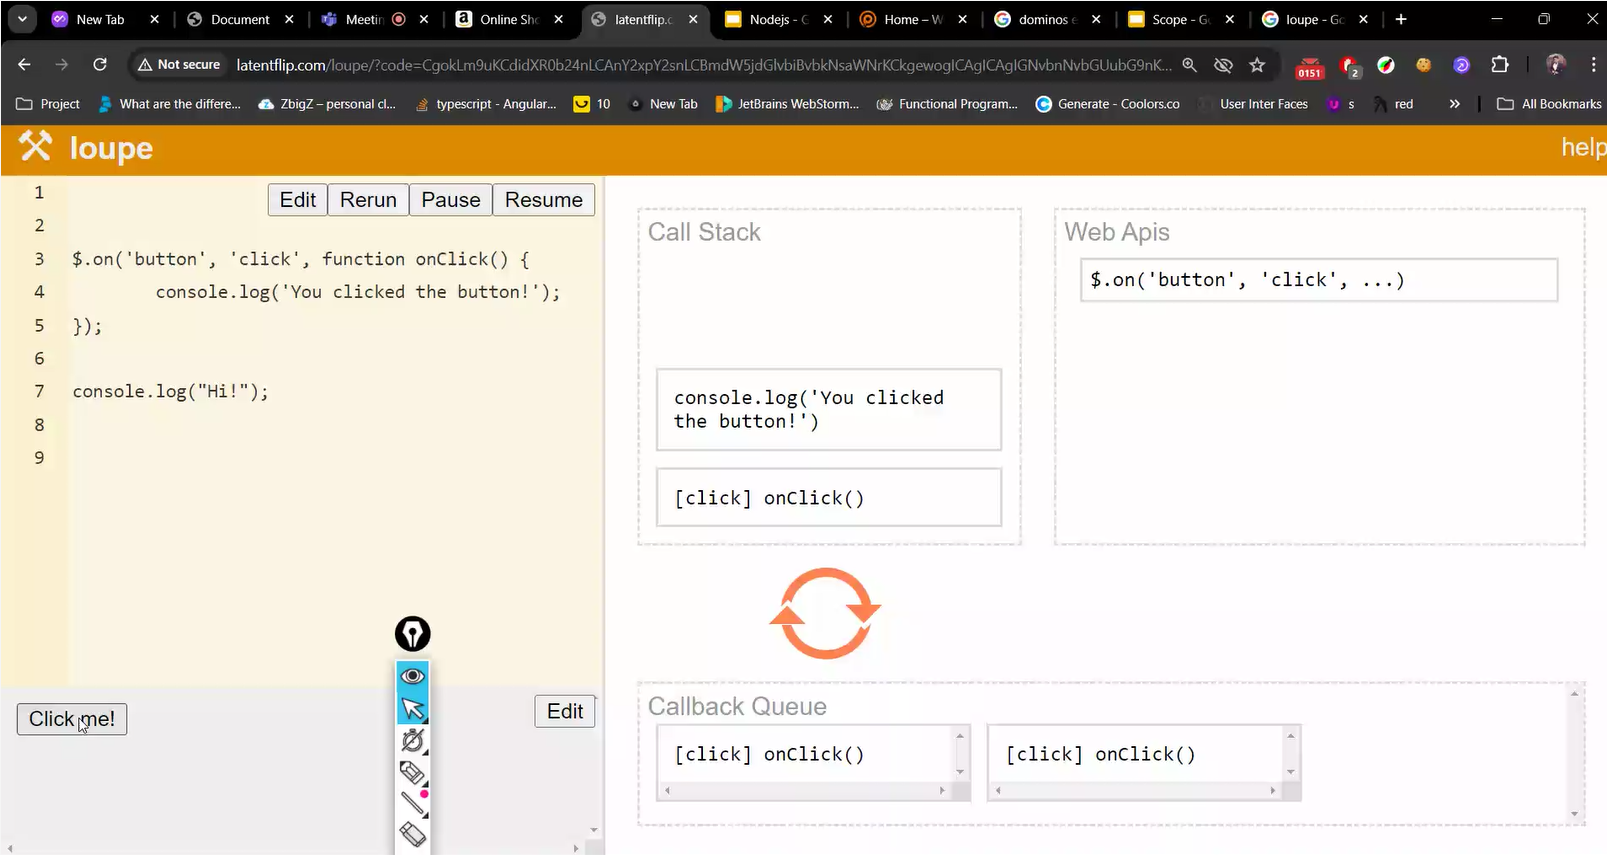 New Tab
Document
Meetin
Online Sho
latentflip.c
Nodejs - G
Home – W
dominos e
Scope - Go
loupe - Go
Not secure
latentflip.com/loupe/?code=CgokLm9uKCdidXR0b24nLCAnY2xpY2snLCBmdW5jdGlvbiBvbkNsaWNrKCkgewogICAgICAgIGNvbnNvbGUubG9nK...
0151
2
Project
What are the differe...
ZbigZ – personal cl...
typescript - Angular...
10
New Tab
JetBrains WebStorm...
Functional Program...
Generate - Coolors.co
User Inter Faces
s
red
»
All Bookmarks
loupe
help
Edit
Rerun
Pause
Resume
1
2
3 $.on('button', 'click', function onClick() {
4 console.log('You clicked the button!');
5 });
6
7 console.log("Hi!");
8
9
Click me!
Edit
Call Stack
console.log('You clicked
the button!')
[click] onClick()
Web Apis
$.on('button', 'click', ...)
Callback Queue
[click] onClick()
[click] onClick()